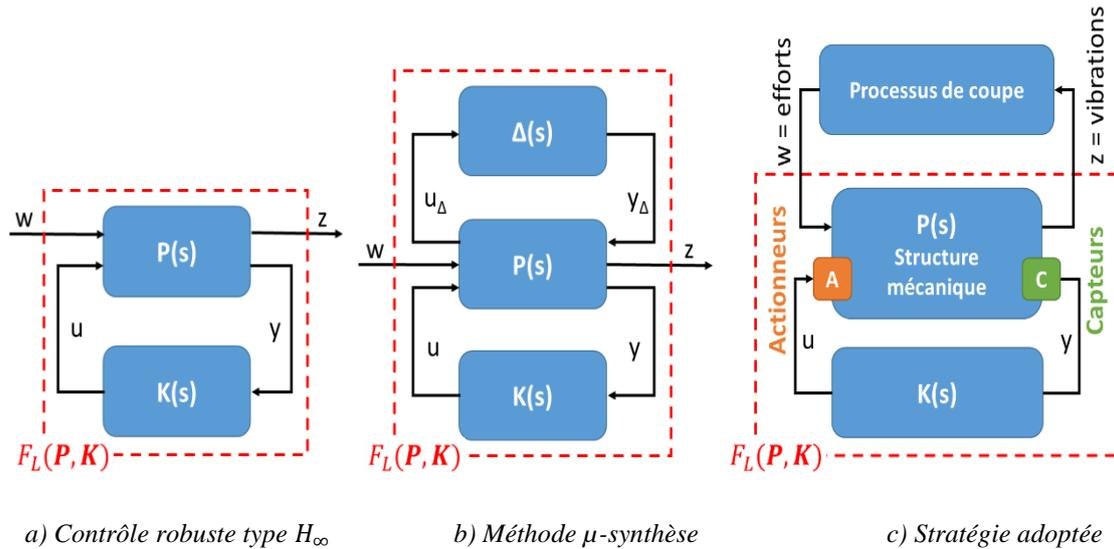 w
P(s)
z
u
y
K(s)
F_L(P, K)
a) Contrôle robuste type H∞
Δ(s)
u_Δ
y_Δ
w
P(s)
z
u
y
K(s)
F_L(P, K)
b) Méthode μ-synthèse
w = efforts
Processus de coupe
z = vibrations
Actionneurs
P(s)
Structure
mécanique
A
C
Capteurs
u
y
K(s)
F_L(P, K)
c) Stratégie adoptée